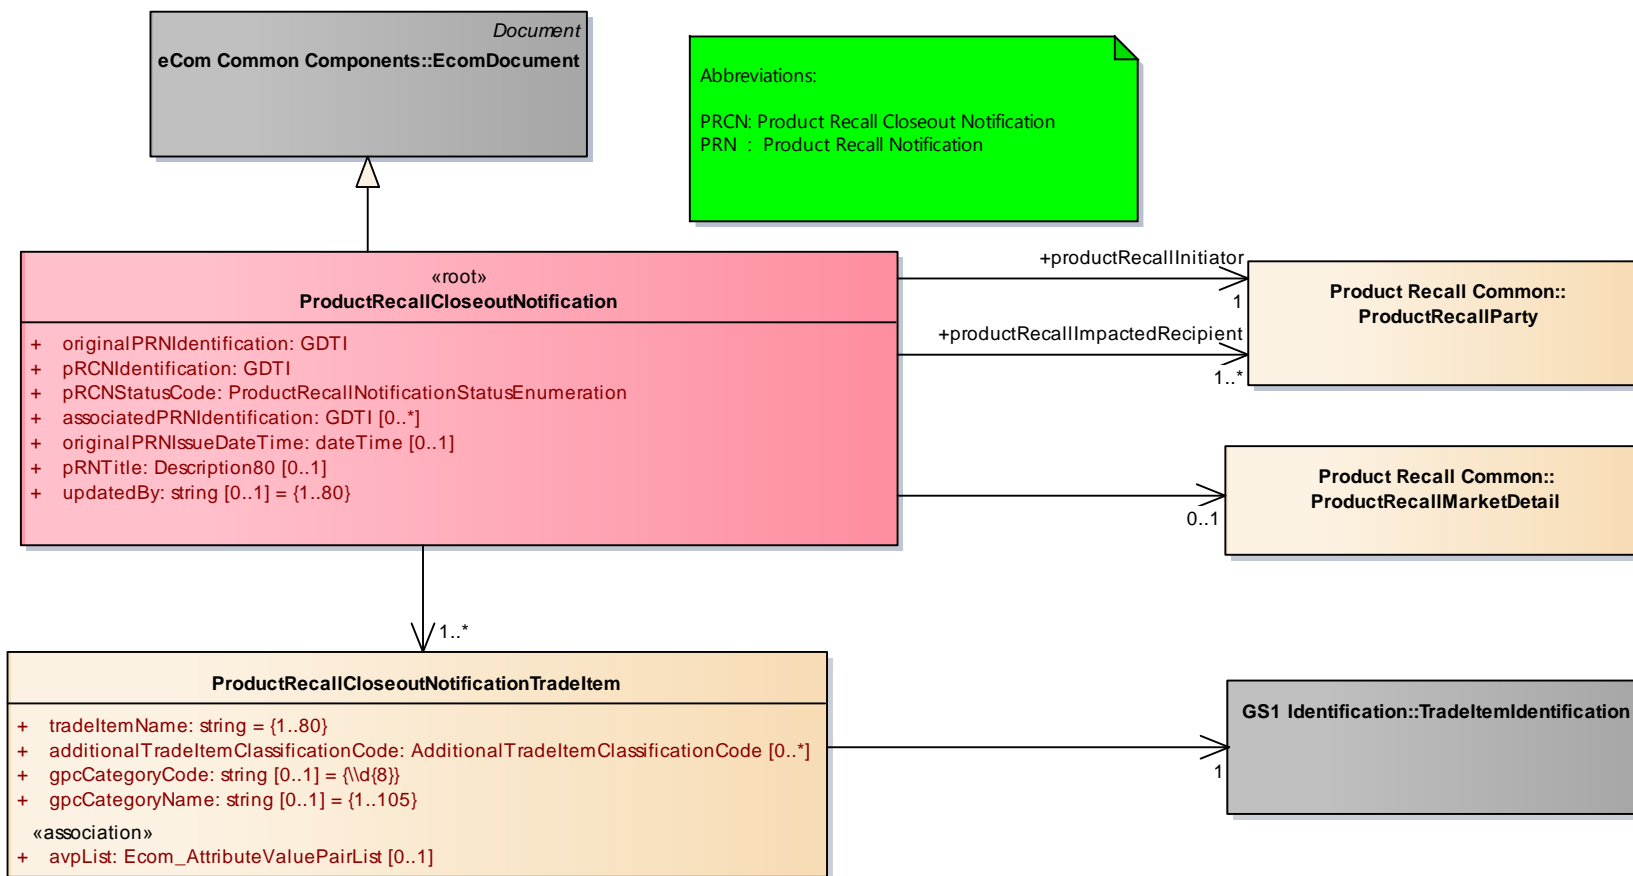 Document
eCom Common Components::EcomDocument
Abbreviations:
PRCN: Product Recall Closeout Notification
PRN : Product Recall Notification
«root»
ProductRecallCloseoutNotification
+ originalPRNIdentification: GDTI
+ pRCNIdentification: GDTI
+ pRCNStatusCode: ProductRecallNotificationStatusEnumeration
+ associatedPRNIdentification: GDTI [0..*]
+ originalPRNIssueDateTime: dateTime [0..1]
+ pRNTitle: Description80 [0..1]
+ updatedBy: string [0..1] = {1..80}
+productRecallInitiator
1
+productRecallImpactedRecipient
1..*
Product Recall Common::
ProductRecallParty
0..1
Product Recall Common::
ProductRecallMarketDetail
1..*
ProductRecallCloseoutNotificationTradeItem
+ tradeItemName: string = {1..80}
+ additionalTradeItemClassificationCode: AdditionalTradeItemClassificationCode [0..*]
+ gpcCategoryCode: string [0..1] = {\\d{8}}
+ gpcCategoryName: string [0..1] = {1..105}
«association»
+ avpList: Ecom_AttributeValuePairList [0..1]
1
GS1 Identification::TradeItemIdentification